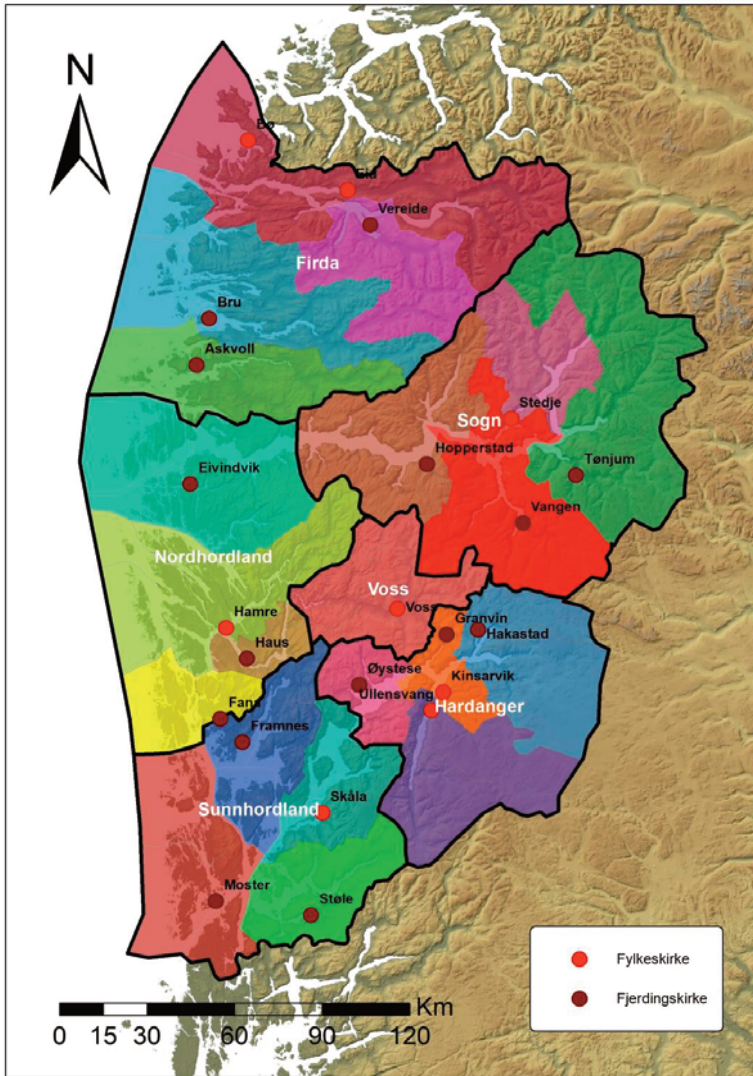 N
Bø
Eid
Vereide
Firda
Bru
Askvoll
Stedje
Sogn
Hopperstad
Tønjum
Eivindvik
Vangen
Nordhordland
Voss
Voss
Hamre
Granvin
Hakastad
Haus
Øystese
Kinsarvik
Ullensvang
Hardanger
Fana
Framnes
Skåla
Sunnhordland
Moster
Støle
Fylkeskirke
Fjerdingskirke
Km
0 15 30 60 90 120